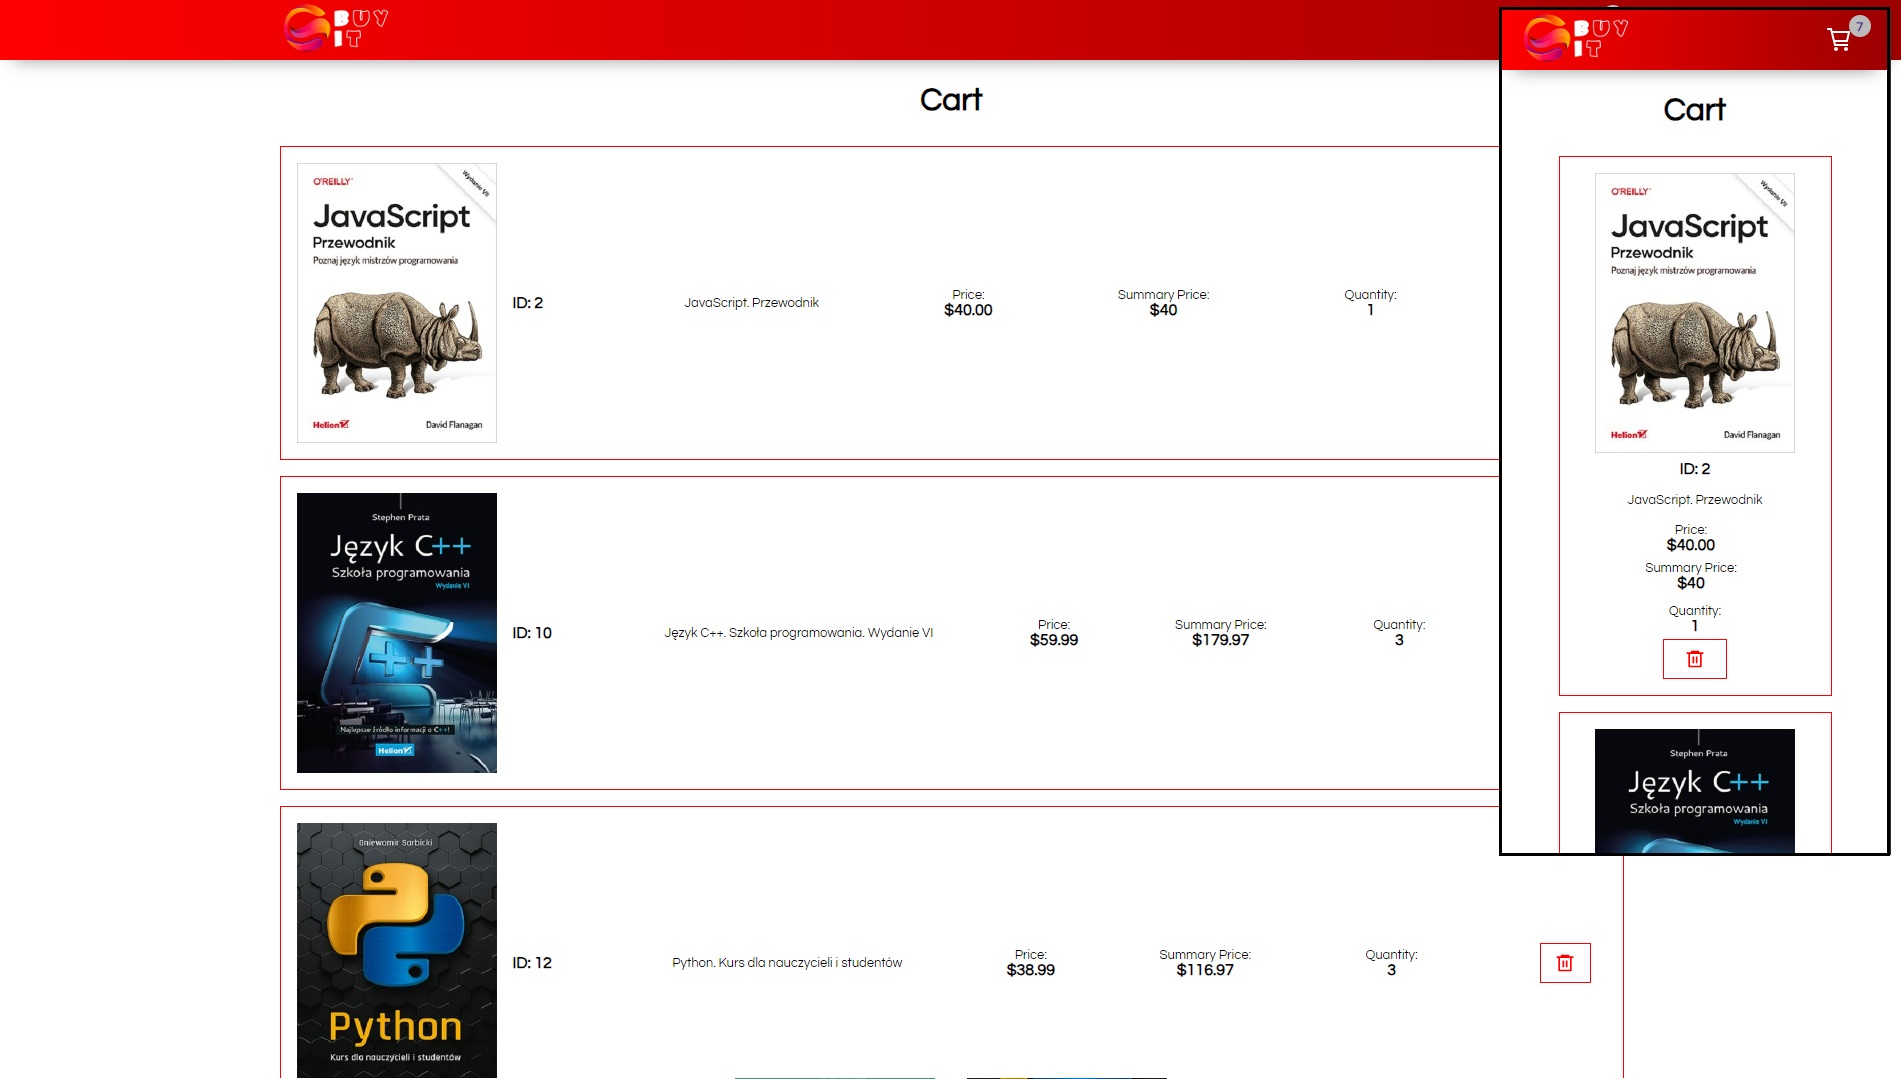 BUY
IT
Cart
O'REILLY
Wydanie VII
JavaScript
Przewodnik
Poznaj język mistrzów programowania
Helion
David Flanagan
ID: 2
JavaScript. Przewodnik
Price:
$40.00
Summary Price:
$40
Quantity:
1
Stephen Prata
Język C++
Szkoła programowania
Wydanie VI
Najlepsze źródło informacji o C++!
Helion
ID: 10
Język C++. Szkoła programowania. Wydanie VI
Price:
$59.99
Summary Price:
$179.97
Quantity:
3
Gniewomir Sarbicki
Python
Kurs dla nauczycieli i studentów
ID: 12
Python. Kurs dla nauczycieli i studentów
Price:
$38.99
Summary Price:
$116.97
Quantity:
3
BUY
IT
7
Cart
O'REILLY
Wydanie VII
JavaScript
Przewodnik
Poznaj język mistrzów programowania
Helion
David Flanagan
ID: 2
JavaScript. Przewodnik
Price:
$40.00
Summary Price:
$40
Quantity:
1
Stephen Prata
Język C++
Szkoła programowania
Wydanie VI